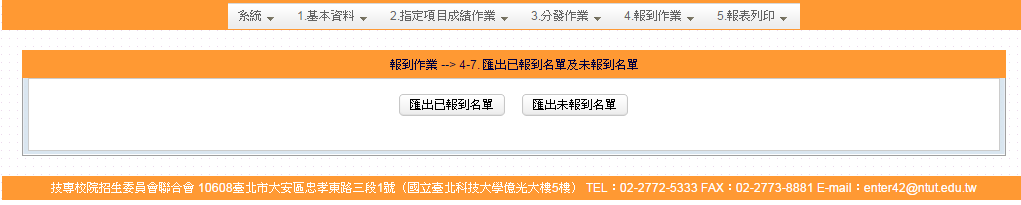 系統 1.基本資料 2.指定項目成績作業 3.分發作業 4.報到作業 5.報表列印
報到作業 --> 4-7. 匯出已報到名單及未報到名單
匯出已報到名單 匯出未報到名單
技專校院招生委員會聯合會 10608臺北市大安區忠孝東路三段1號（國立臺北科技大學億光大樓5樓） TEL：02-2772-5333 FAX：02-2773-8881 E-mail：enter42@ntut.edu.tw